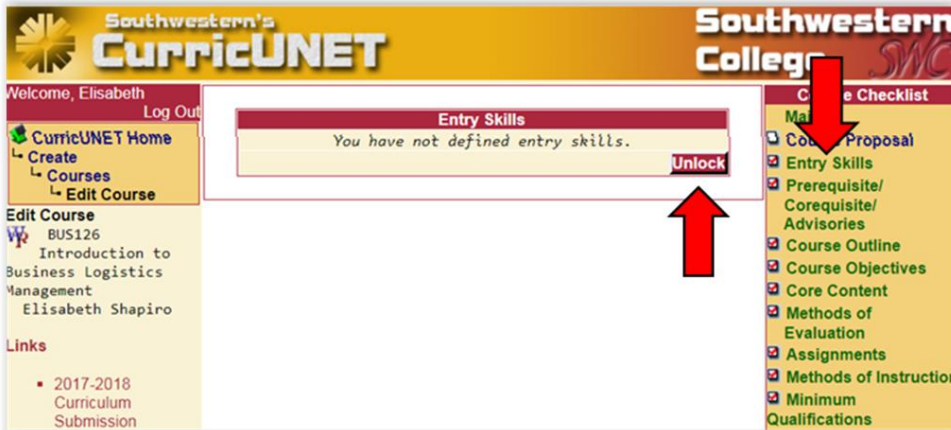 Southwestern's
CurricUNET
Southwestern
College SWC
Welcome, Elisabeth
Log Out
CurricUNET Home
Create
Courses
Edit Course
Edit Course
BUS126
Introduction to
Business Logistics
Management
Elisabeth Shapiro
Links
2017-2018
Curriculum
Submission
Entry Skills
You have not defined entry skills.
Unlock
Checklist
Proposal
Entry Skills
Prerequisite/
Corequisite/
Advisories
Course Outline
Course Objectives
Core Content
Methods of
Evaluation
Assignments
Methods of Instruction
Minimum
Qualifications